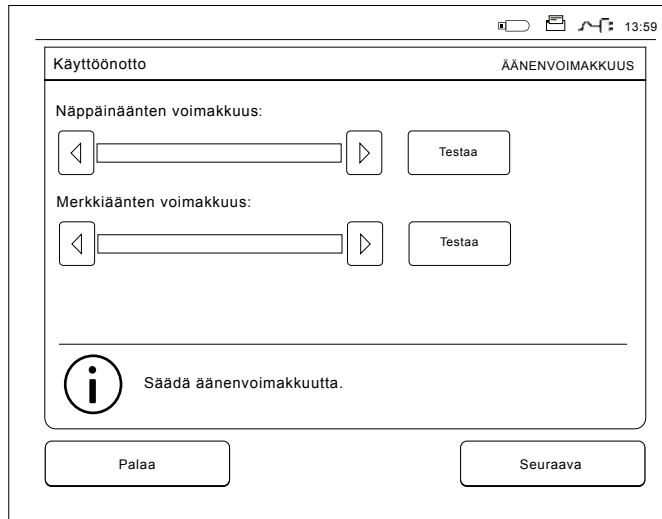 13:59
Käyttöönotto ÄÄNENVOIMAKKUUS
Näppäinäänten voimakkuus:
Testaa
Merkkiäänten voimakkuus:
Testaa
Säädä äänenvoimakkuutta.
Palaa Seuraava